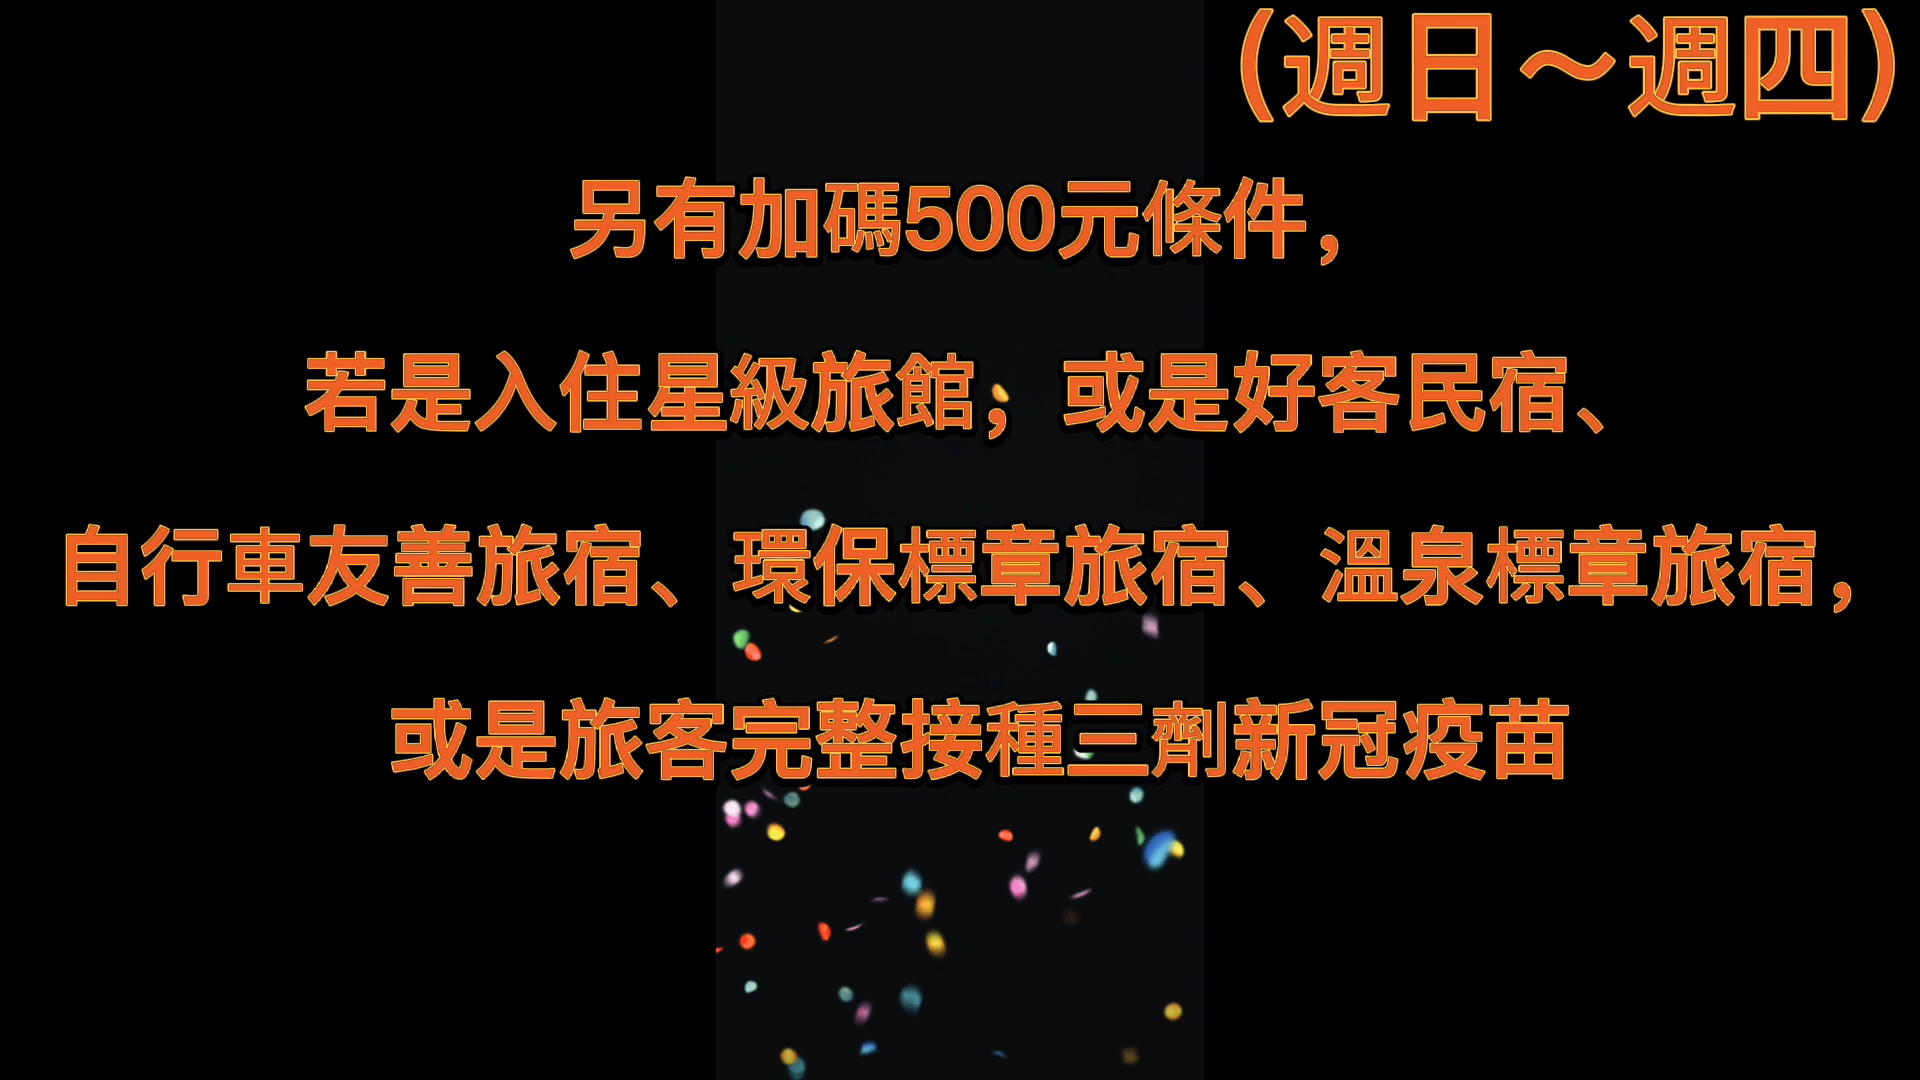 (週日～週四)
另有加碼500元條件，
若是入住星級旅館，或是好客民宿、
自行車友善旅宿、環保標章旅宿、溫泉標章旅宿，
或是旅客完整接種三劑新冠疫苗